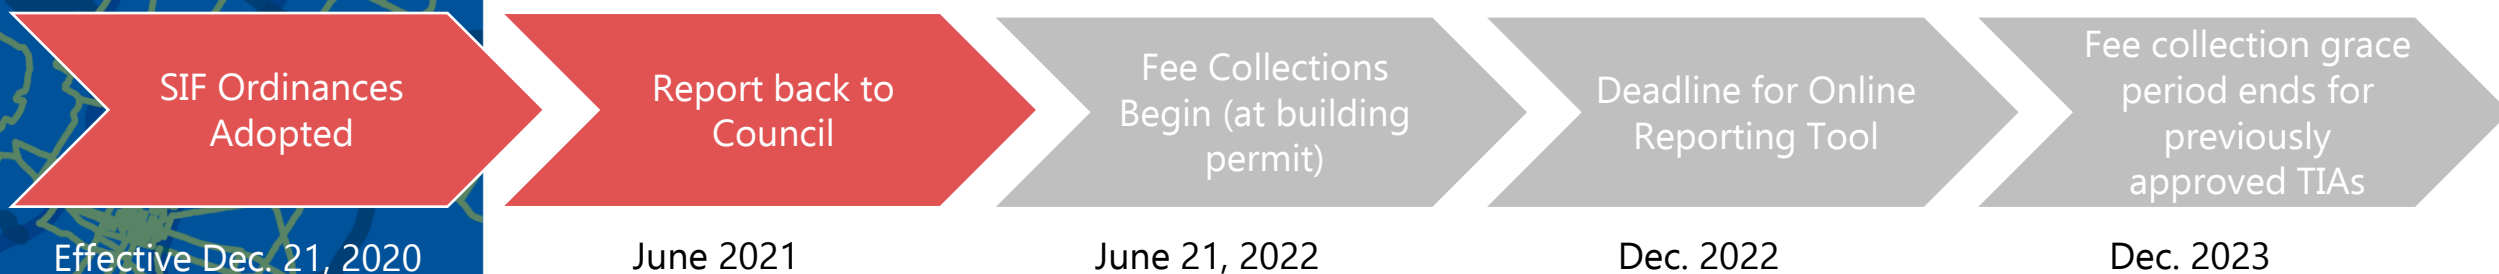 SIF Ordinances
Adopted
Effective Dec. 21, 2020
Report back to
Council
June 2021
Fee Collections
Begin (at building
permit)
June 21, 2022
Deadline for Online
Reporting Tool
Dec. 2022
Fee collection grace
period ends for
previously
approved TIAs
Dec. 2023